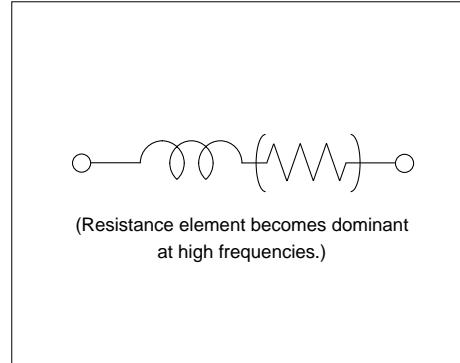 (Resistance element becomes dominant
at high frequencies.)